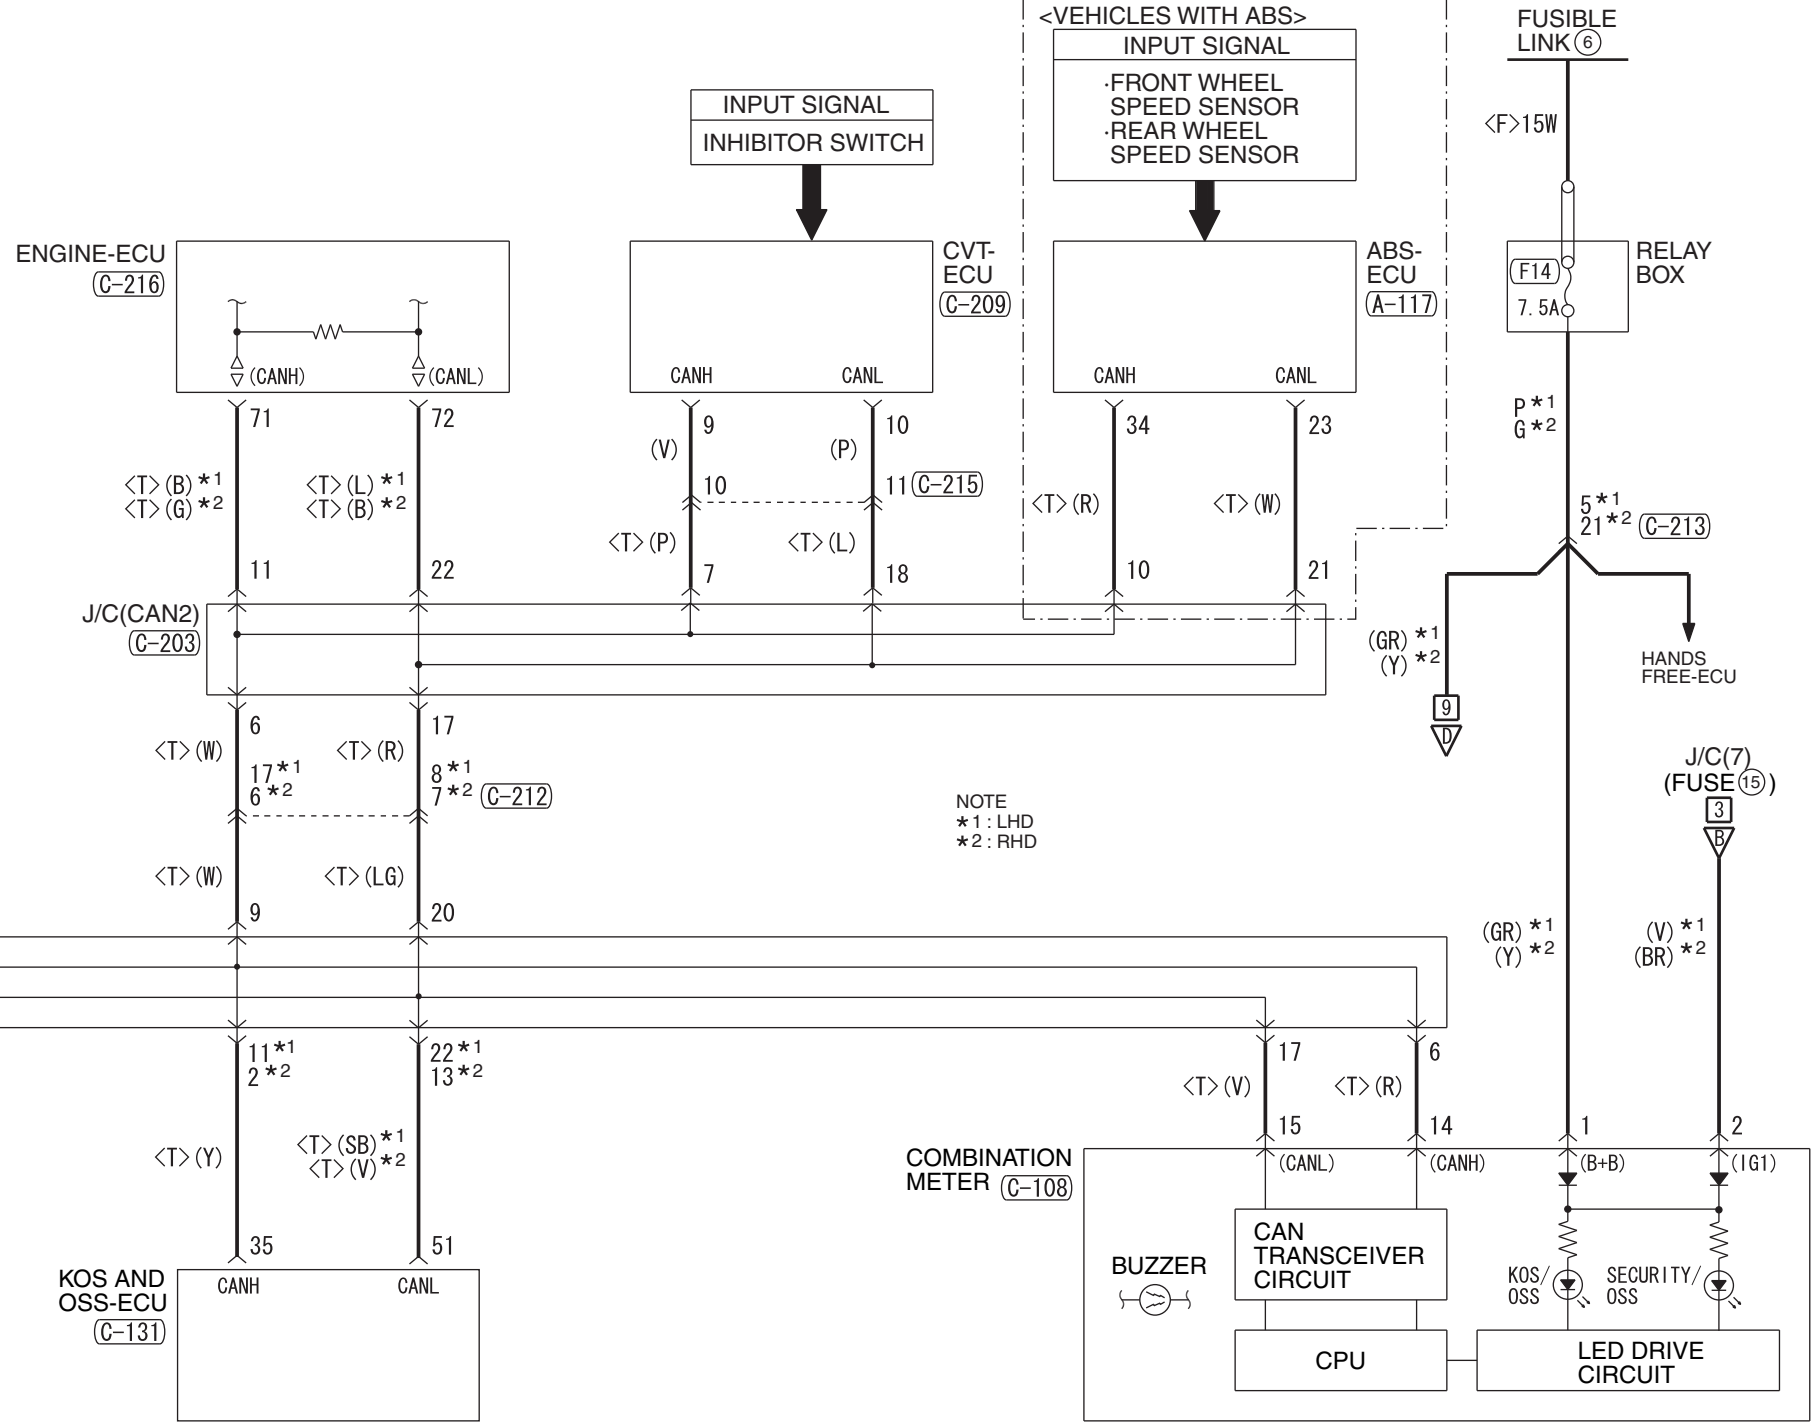 <VEHICLES WITH ABS>
INPUT SIGNAL
·FRONT WHEEL
SPEED SENSOR
·REAR WHEEL
SPEED SENSOR
FUSIBLE
LINK 6
<F>15W
INPUT SIGNAL
INHIBITOR SWITCH
ENGINE-ECU
C-216
(CANH)
(CANL)
CVT-
ECU
C-209
CANH
CANL
ABS-
ECU
A-117
CANH
CANL
F14
7.5A
RELAY
BOX
71
72
9
10
34
23
P*1
G*2
(V)
(P)
<T>(B)*1
<T>(G)*2
<T>(L)*1
<T>(B)*2
10
11
C-215
<T>(R)
<T>(W)
5*1
21*2
C-213
<T>(P)
<T>(L)
11
22
7
18
10
21
J/C(CAN2)
C-203
(GR)*1
(Y)*2
HANDS
FREE-ECU
9
D
6
17
<T>(W)
<T>(R)
17*1
6*2
8*1
7*2
C-212
NOTE
*1 : LHD
*2 : RHD
J/C(7)
(FUSE 15)
3
B
<T>(W)
<T>(LG)
9
20
(GR)*1
(Y)*2
(V)*1
(BR)*2
11*1
2*2
22*1
13*2
17
6
<T>(V)
<T>(R)
15
14
1
2
<T>(Y)
<T>(SB)*1
<T>(V)*2
COMBINATION
METER
C-108
(CANL)
(CANH)
(B+B)
(IG1)
35
51
KOS AND
OSS-ECU
C-131
CANH
CANL
BUZZER
CAN
TRANSCEIVER
CIRCUIT
KOS/
OSS
SECURITY/
OSS
CPU
LED DRIVE
CIRCUIT